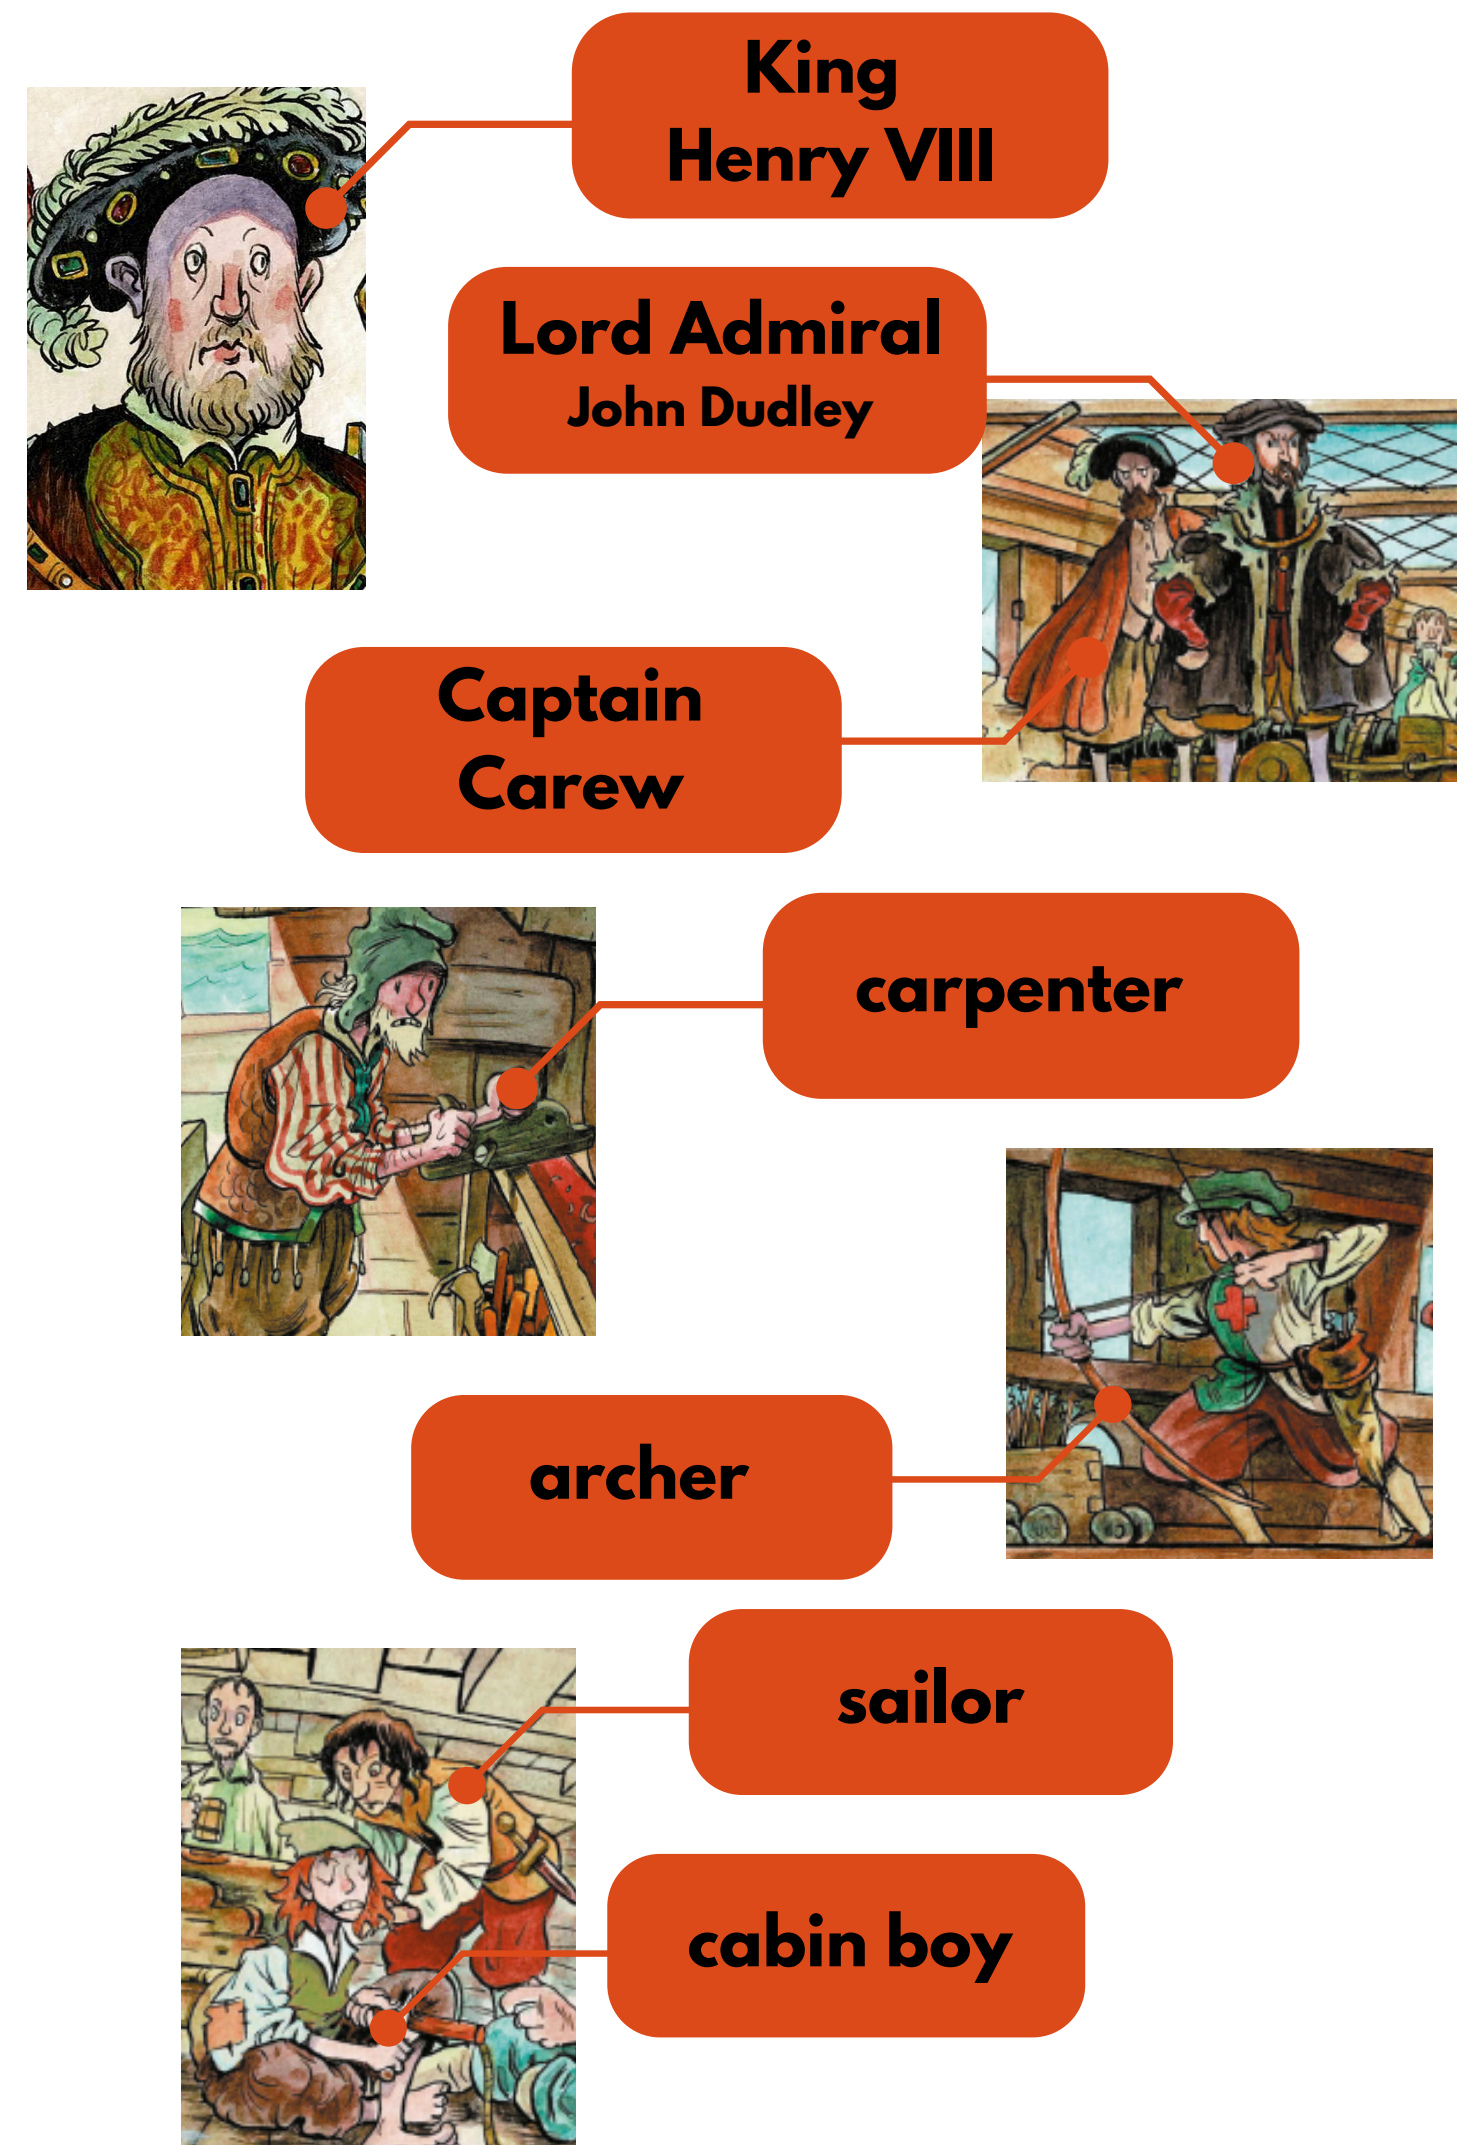 King
Henry VIII
Lord Admiral
John Dudley
Captain
Carew
carpenter
archer
sailor
cabin boy